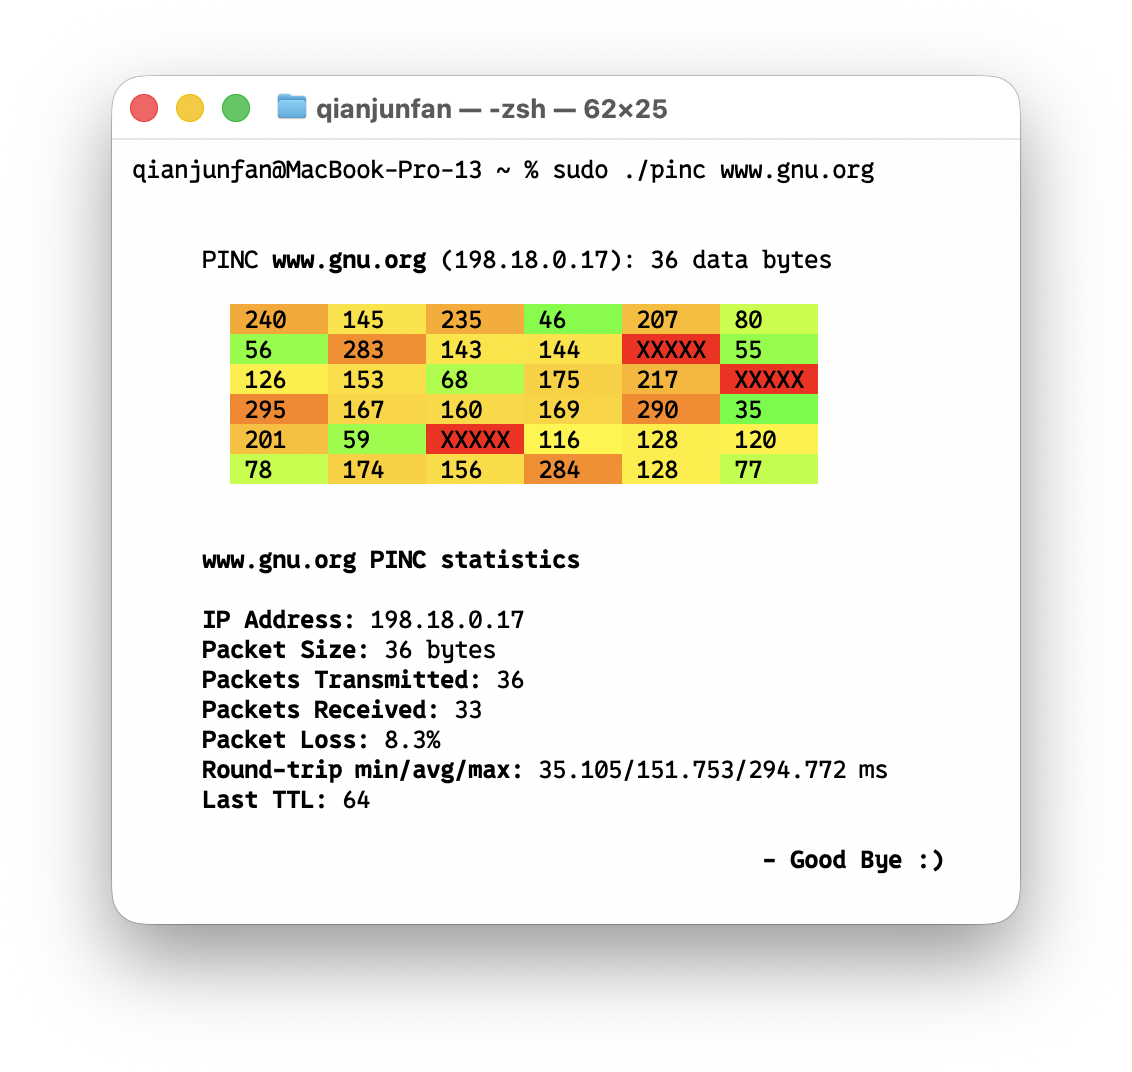 qianjunfan — -zsh — 62×25
qianjunfan@MacBook-Pro-13 ~ % sudo ./pinc www.gnu.org
PINC www.gnu.org (198.18.0.17): 36 data bytes
240 145 235 46 207 80
56 283 143 144 XXXXX 55
126 153 68 175 217 XXXXX
295 167 160 169 290 35
201 59 XXXXX 116 128 120
78 174 156 284 128 77
www.gnu.org PINC statistics
IP Address: 198.18.0.17
Packet Size: 36 bytes
Packets Transmitted: 36
Packets Received: 33
Packet Loss: 8.3%
Round-trip min/avg/max: 35.105/151.753/294.772 ms
Last TTL: 64
- Good Bye :)